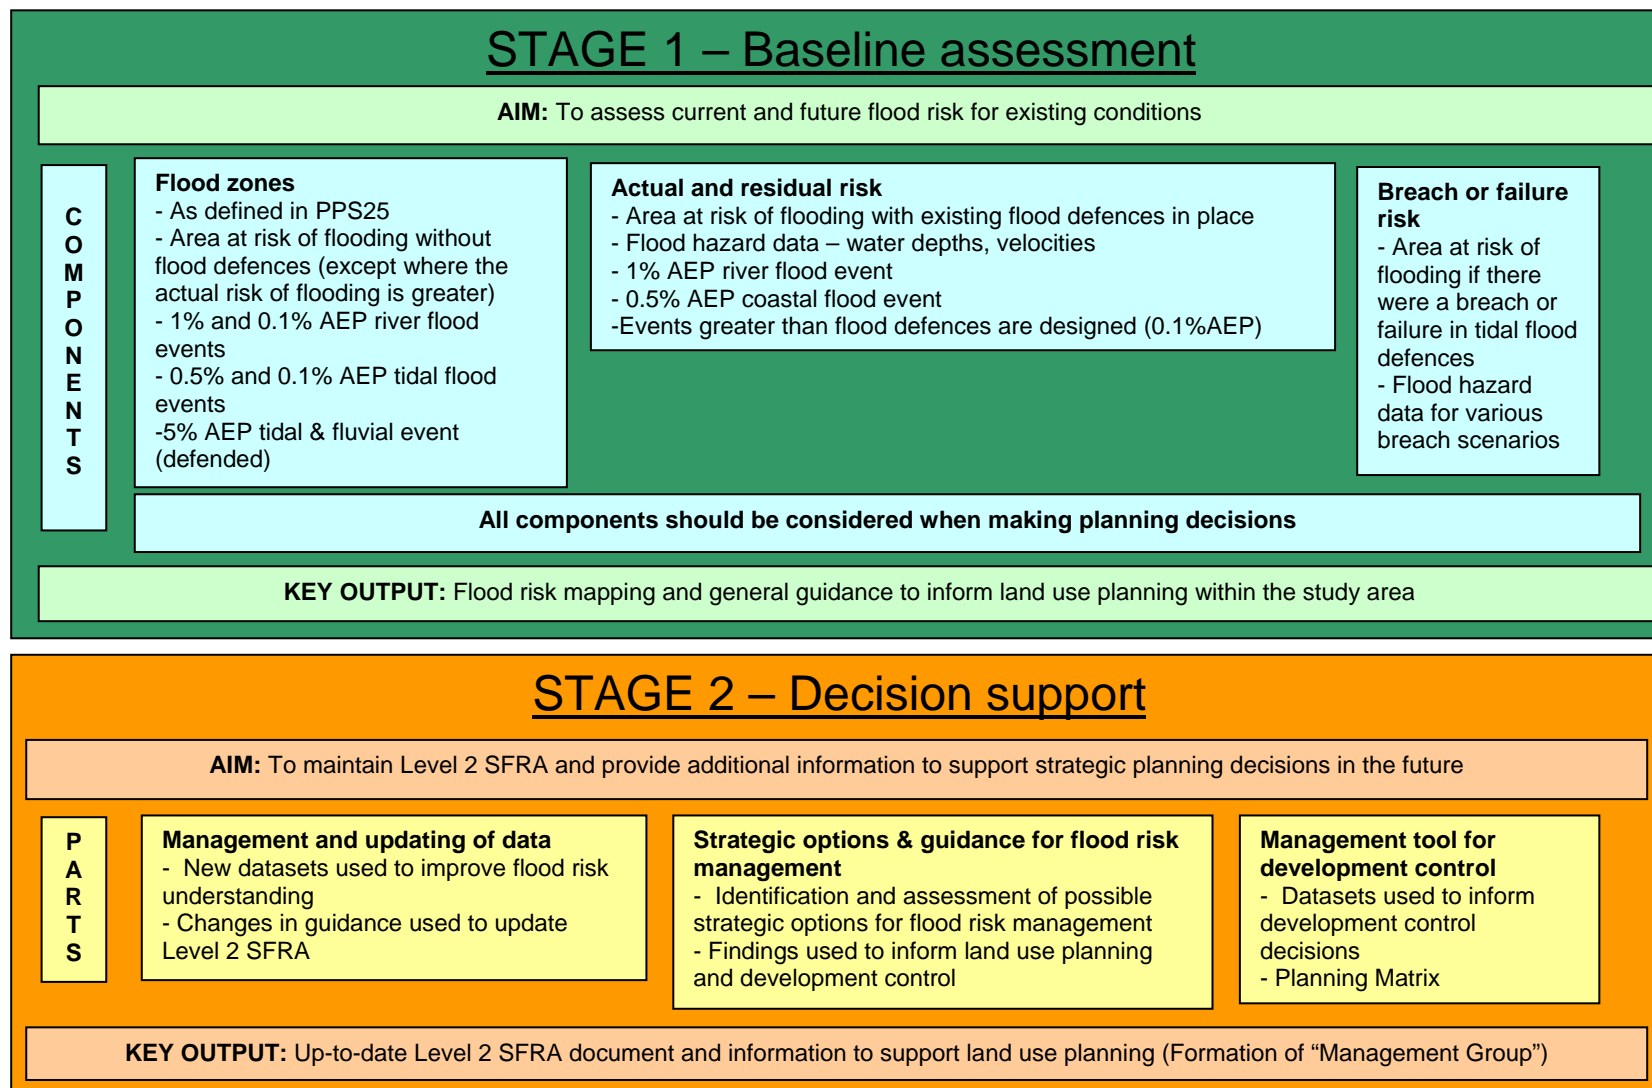 STAGE 1 – Baseline assessment
AIM: To assess current and future flood risk for existing conditions
C
O
M
P
O
N
E
N
T
S
Flood zones
- As defined in PPS25
- Area at risk of flooding without
flood defences (except where the
actual risk of flooding is greater)
- 1% and 0.1% AEP river flood
events
- 0.5% and 0.1% AEP tidal flood
events
-5% AEP tidal & fluvial event
(defended)
Actual and residual risk
- Area at risk of flooding with existing flood defences in place
- Flood hazard data – water depths, velocities
- 1% AEP river flood event
- 0.5% AEP coastal flood event
-Events greater than flood defences are designed (0.1%AEP)
Breach or failure
risk
- Area at risk of
flooding if there
were a breach or
failure in tidal flood
defences
- Flood hazard
data for various
breach scenarios
All components should be considered when making planning decisions
KEY OUTPUT: Flood risk mapping and general guidance to inform land use planning within the study area
STAGE 2 – Decision support
AIM: To maintain Level 2 SFRA and provide additional information to support strategic planning decisions in the future
P
A
R
T
S
Management and updating of data
- New datasets used to improve flood risk
understanding
- Changes in guidance used to update
Level 2 SFRA
Strategic options & guidance for flood risk
management
- Identification and assessment of possible
strategic options for flood risk management
- Findings used to inform land use planning
and development control
Management tool for
development control
- Datasets used to inform
development control
decisions
- Planning Matrix
KEY OUTPUT: Up-to-date Level 2 SFRA document and information to support land use planning (Formation of “Management Group”)